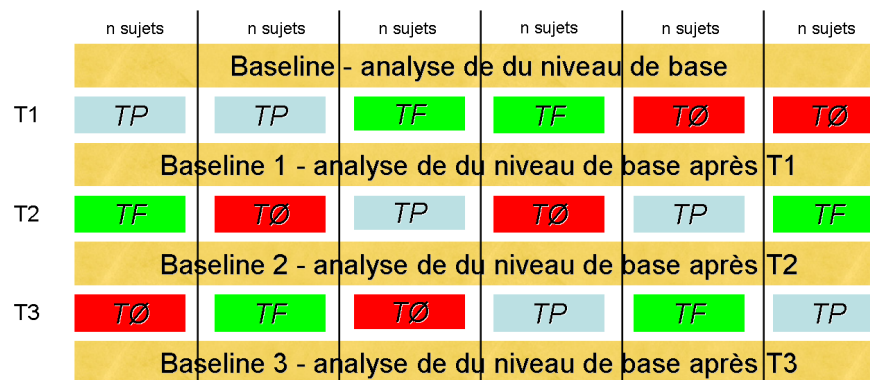 n sujets n sujets n sujets n sujets n sujets n sujets
Baseline - analyse de du niveau de base
T1 TP TP TF TF TØ TØ
Baseline 1 - analyse de du niveau de base après T1
T2 TF TØ TP TØ TP TF
Baseline 2 - analyse de du niveau de base après T2
T3 TØ TF TØ TP TF TP
Baseline 3 - analyse de du niveau de base après T3